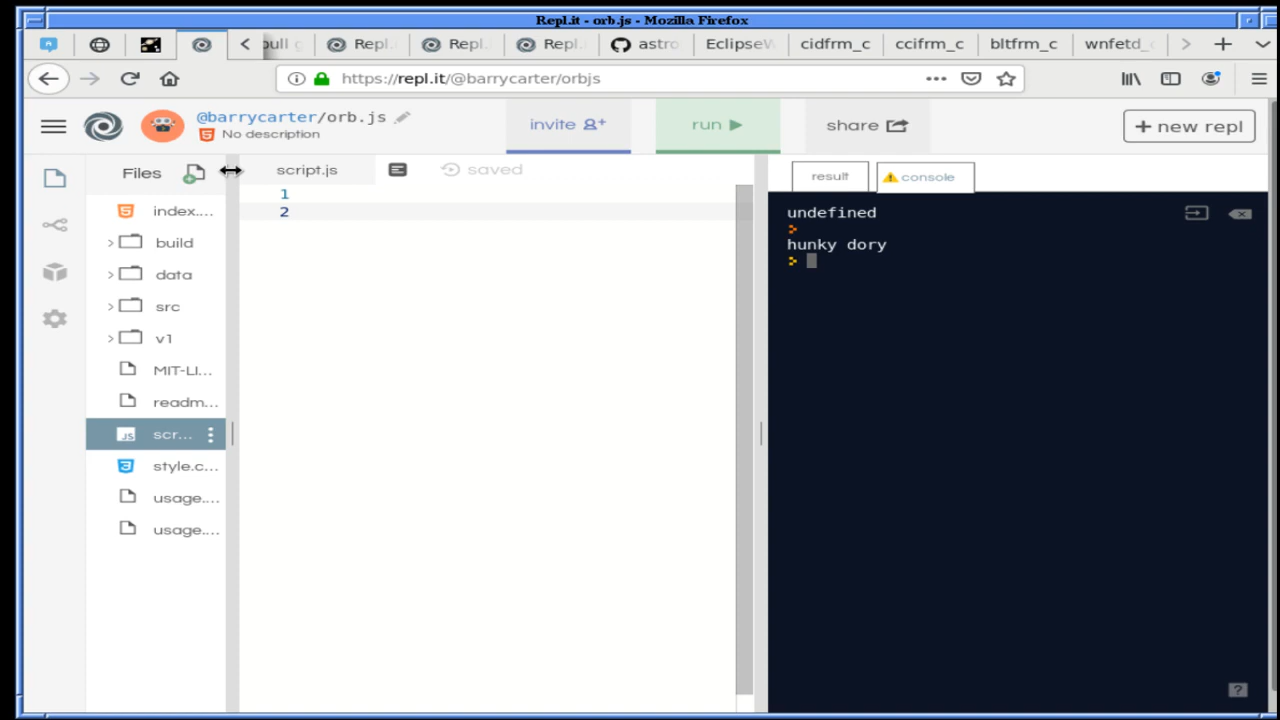 Repl.it - orb.js - Mozilla Firefox
pull g
Repl.
Repl.
Repl.
astro
EclipseW
cidfrm_c
ccifrm_c
bltfrm_c
wnfetd_c
https://repl.it/@barrycarter/orbjs
@barrycarter/orb.js
No description
invite
run
share
+ new repl
Files
index....
build
data
src
v1
MIT-LI...
readm...
scr...
style.c...
usage....
usage....
script.js
saved
1
2
result
console
undefined
>
hunky dory
>
?